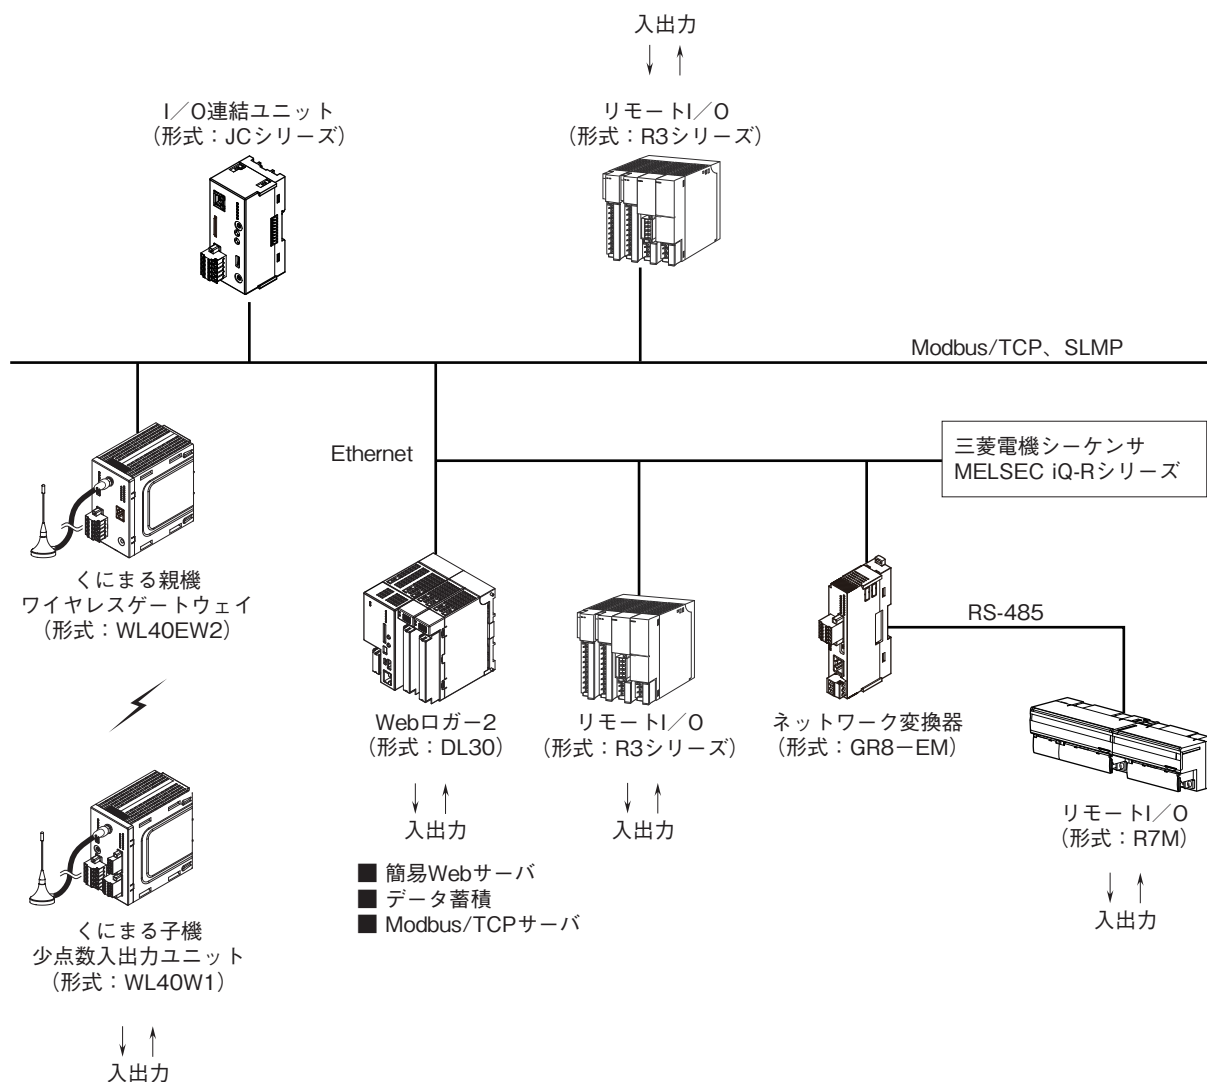 入出力
I／O連結ユニット
（形式：JCシリーズ）
リモートI／O
（形式：R3シリーズ）
Modbus/TCP、SLMP
Ethernet
三菱電機シーケンサ
MELSEC iQ-Rシリーズ
くにまる親機
ワイヤレスゲートウェイ
（形式：WL40EW2）
RS-485
Webロガー2
（形式：DL30）
入出力
リモートI／O
（形式：R3シリーズ）
入出力
ネットワーク変換器
（形式：GR8－EM）
リモートI／O
（形式：R7M）
入出力
■ 簡易Webサーバ
■ データ蓄積
■ Modbus/TCPサーバ
くにまる子機
少点数入出力ユニット
（形式：WL40W1）
入出力